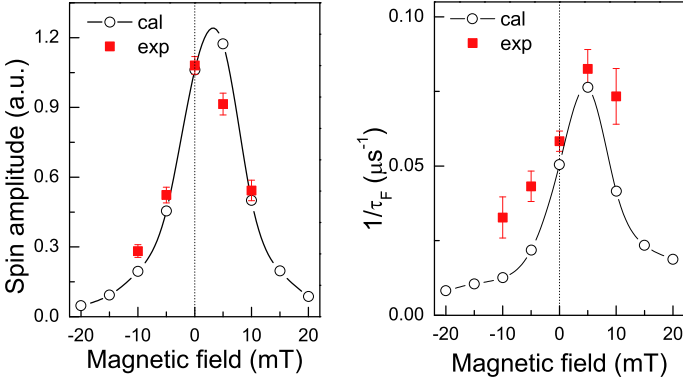 cal
exp
1.2
0.9
0.6
0.3
0.0
Spin amplitude (a.u.)
-20 -10 0 10 20
Magnetic field (mT)
cal
exp
0.10
0.05
0.00
1/τF (μs-1)
-20 -10 0 10 20
Magnetic field (mT)